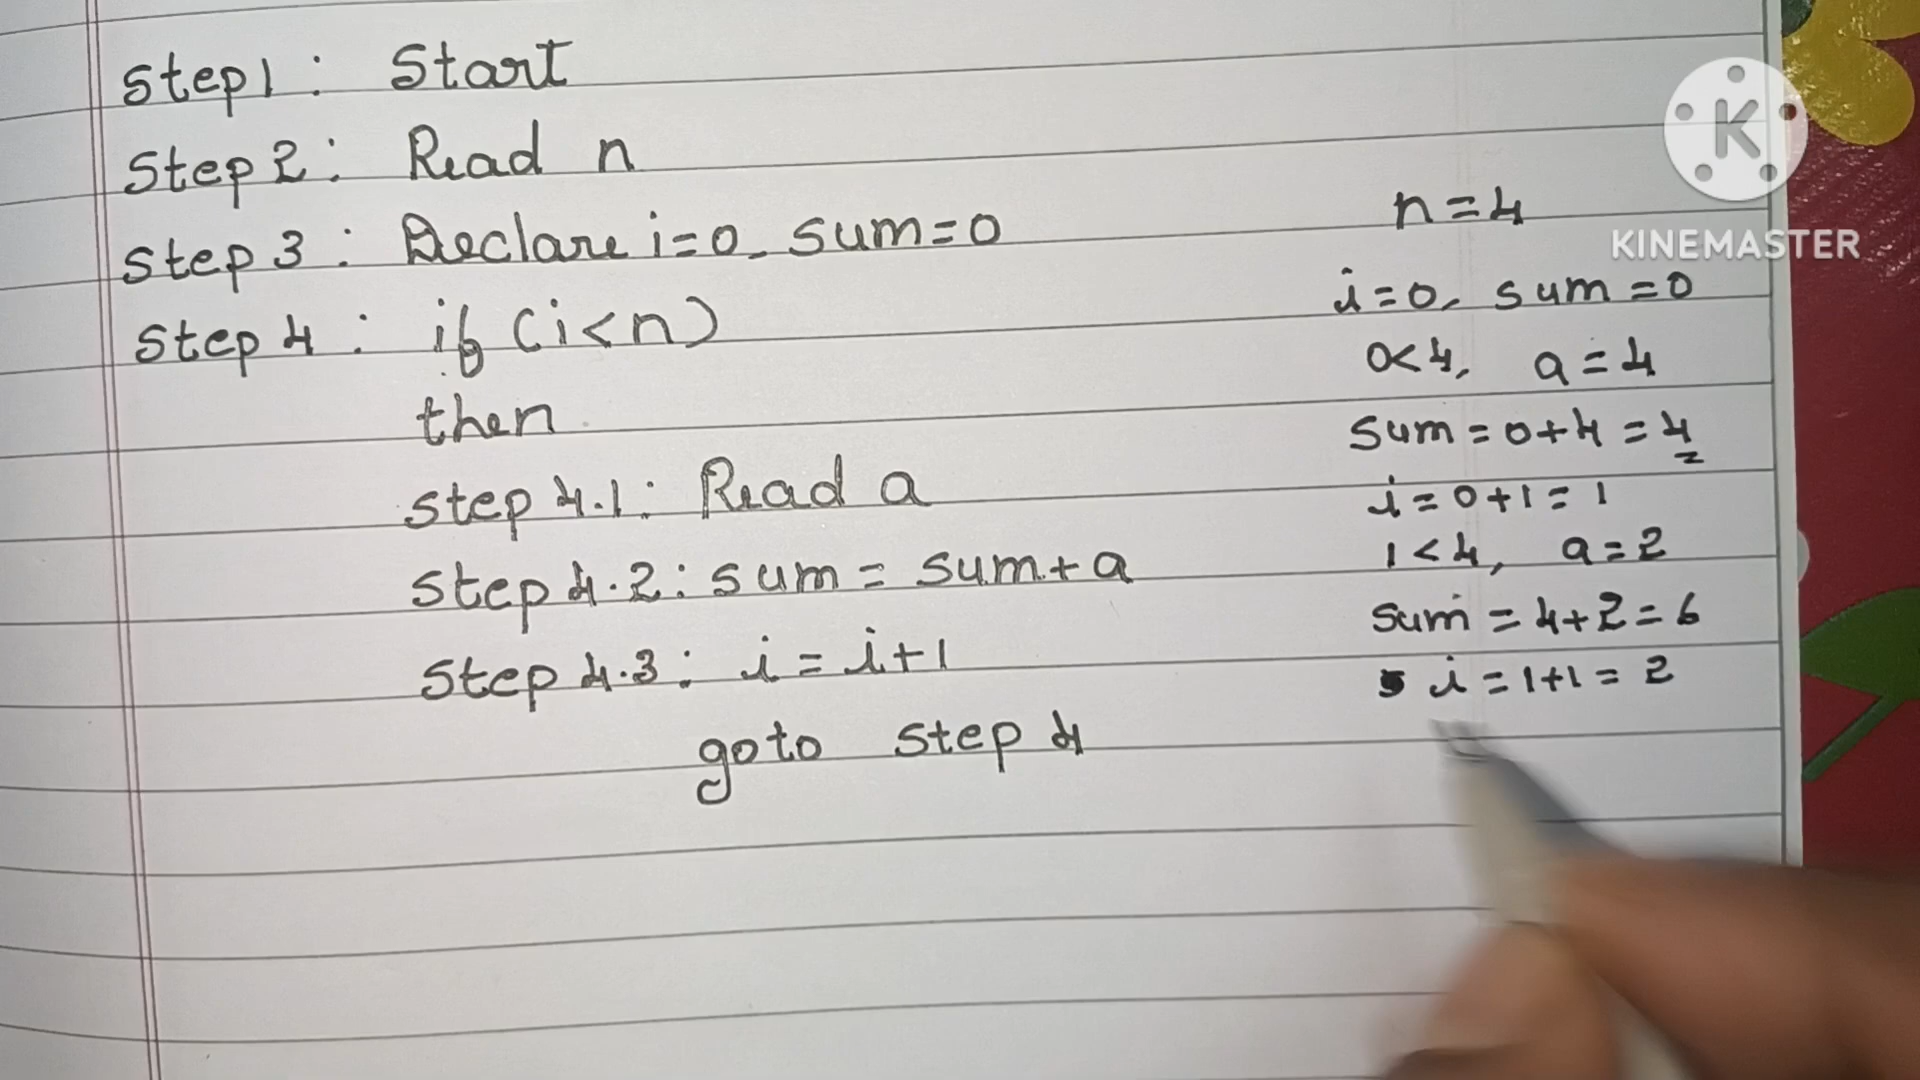 Step1: Start
Step2: Read n
Step 3: Declare i=0, sum=0
Step 4: if (i<n)
then
Step 4.1: Read a
Step 4.2: sum = sum+a
Step 4.3: i = i+1
goto step 4
n=4
i=0, sum=0
0<4, a=4
Sum=0+4=4
i=0+1=1
1<4, a=2
Sum=4+2=6
i=1+1=2
K
KINEMASTER